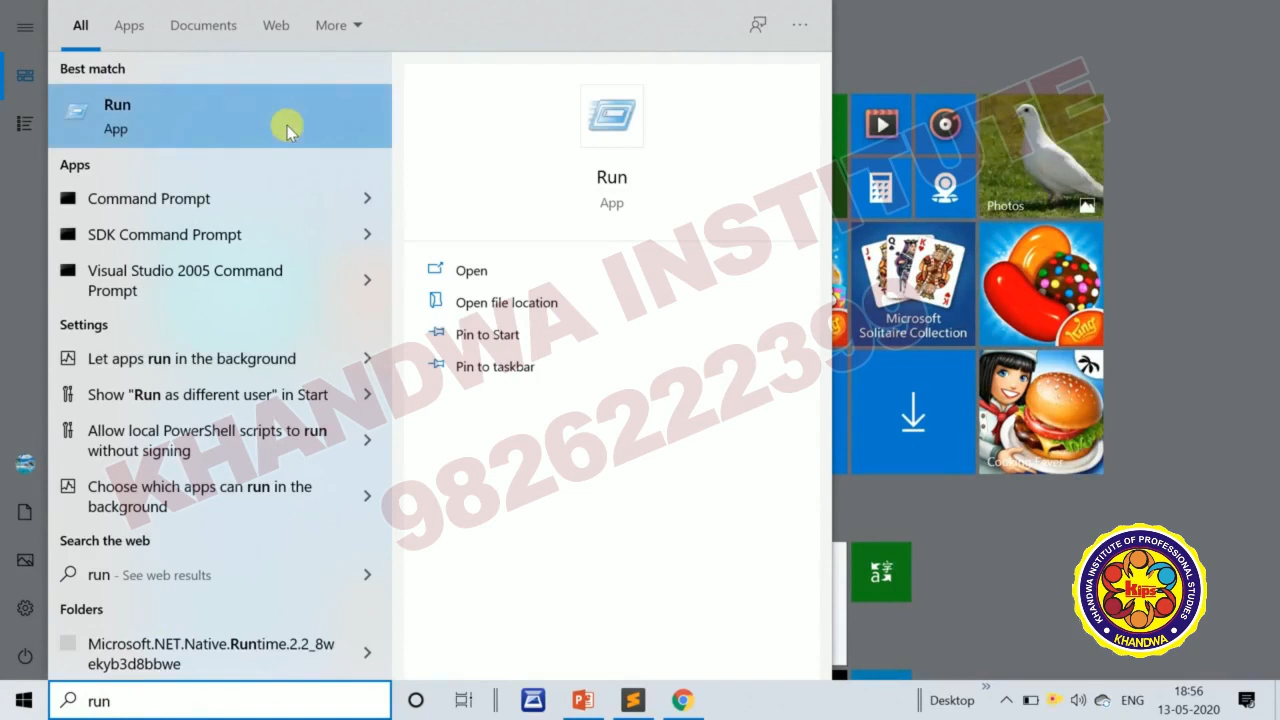 All Apps Documents Web More
Best match
Run
App
Apps
Command Prompt
SDK Command Prompt
Visual Studio 2005 Command
Prompt
Settings
Let apps run in the background
Show "Run as different user" in Start
Allow local PowerShell scripts to run
without signing
Choose which apps can run in the
background
Search the web
run - See web results
Folders
Microsoft.NET.Native.Runtime.2.2_8w
ekyb3d8bbwe
run
Run
App
Open
Open file location
Pin to Start
Pin to taskbar
Photos
Microsoft
Solitaire Collection
King
Cooking Fever
KHANDWA INSTITUTE
9826222399
KHANDWA INSTITUTE OF PROFESSIONAL STUDIES
kips
KHANDWA
Desktop
ENG
18:56
13-05-2020